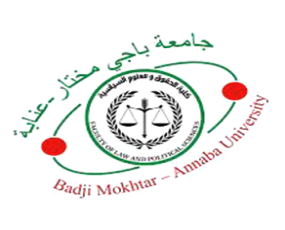 جامعة باجي مختار - عنابة
كلية الحقوق و العلوم السياسية
FACULTY OF LAW AND POLITICAL SCIENCES
Badji Mokhtar – Annaba University